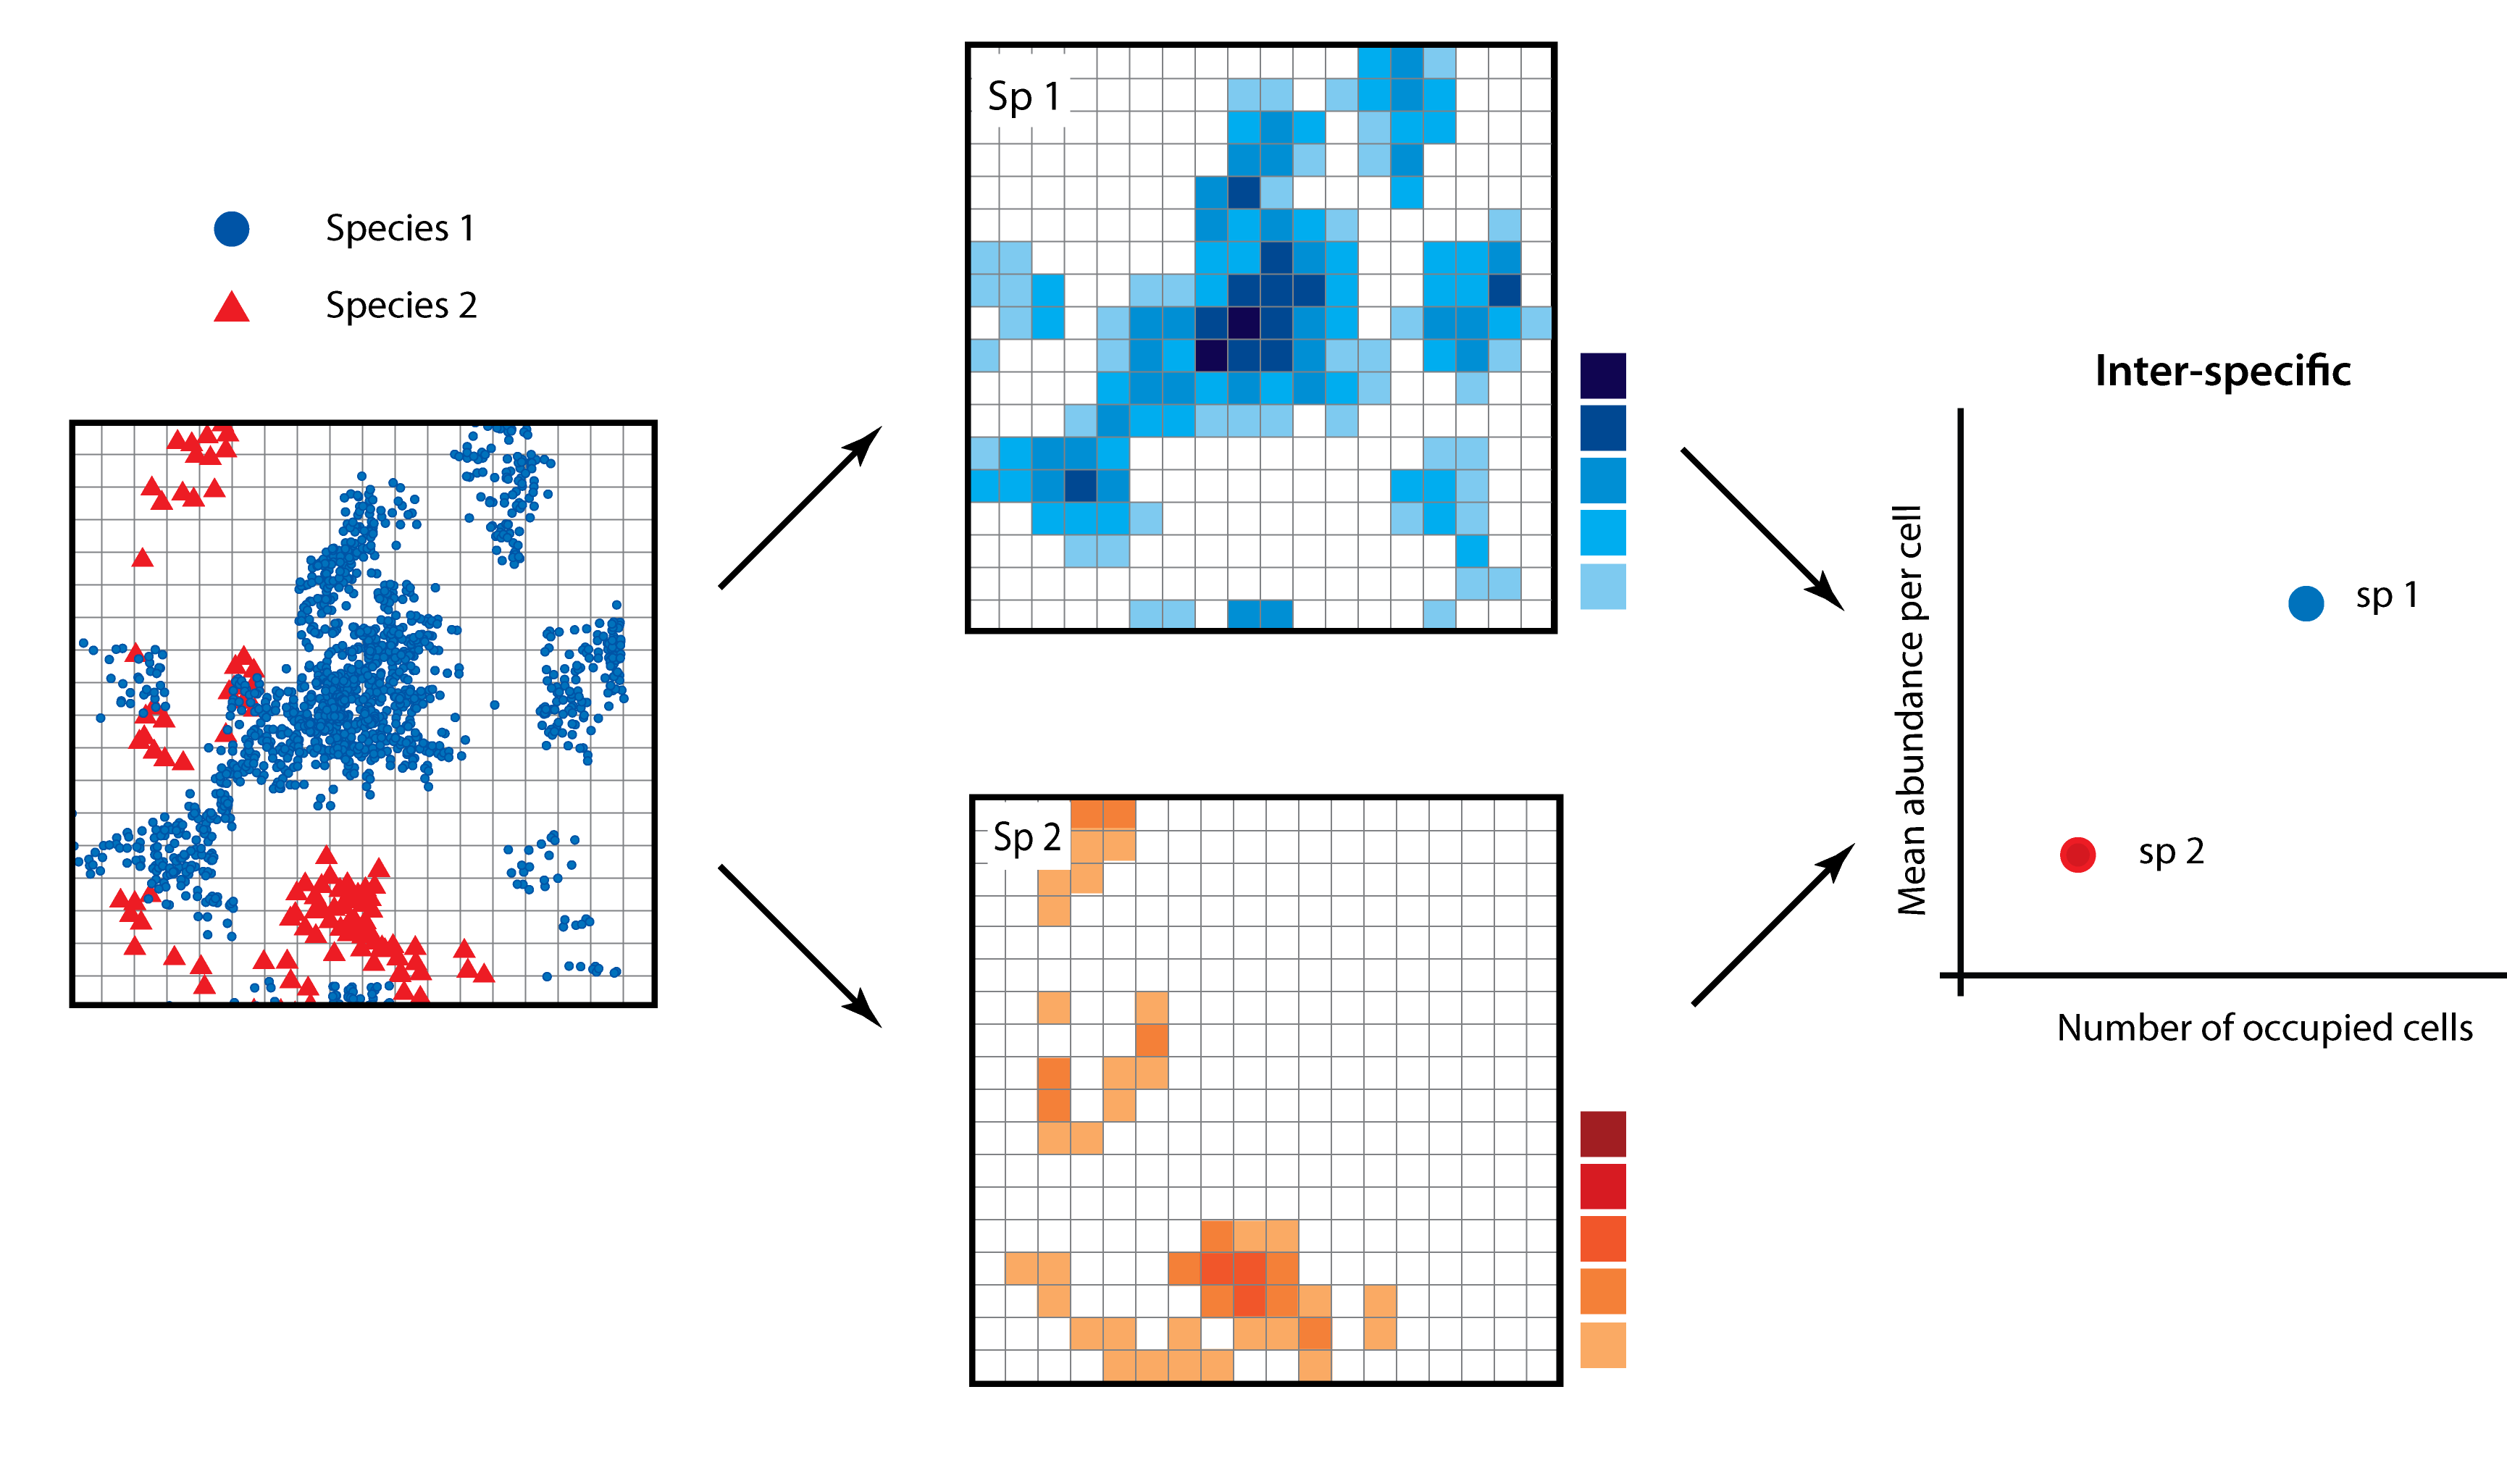 Species 1
Species 2
Sp 1
Sp 2
Inter-specific
Mean abundance per cell
sp 1
sp 2
Number of occupied cells